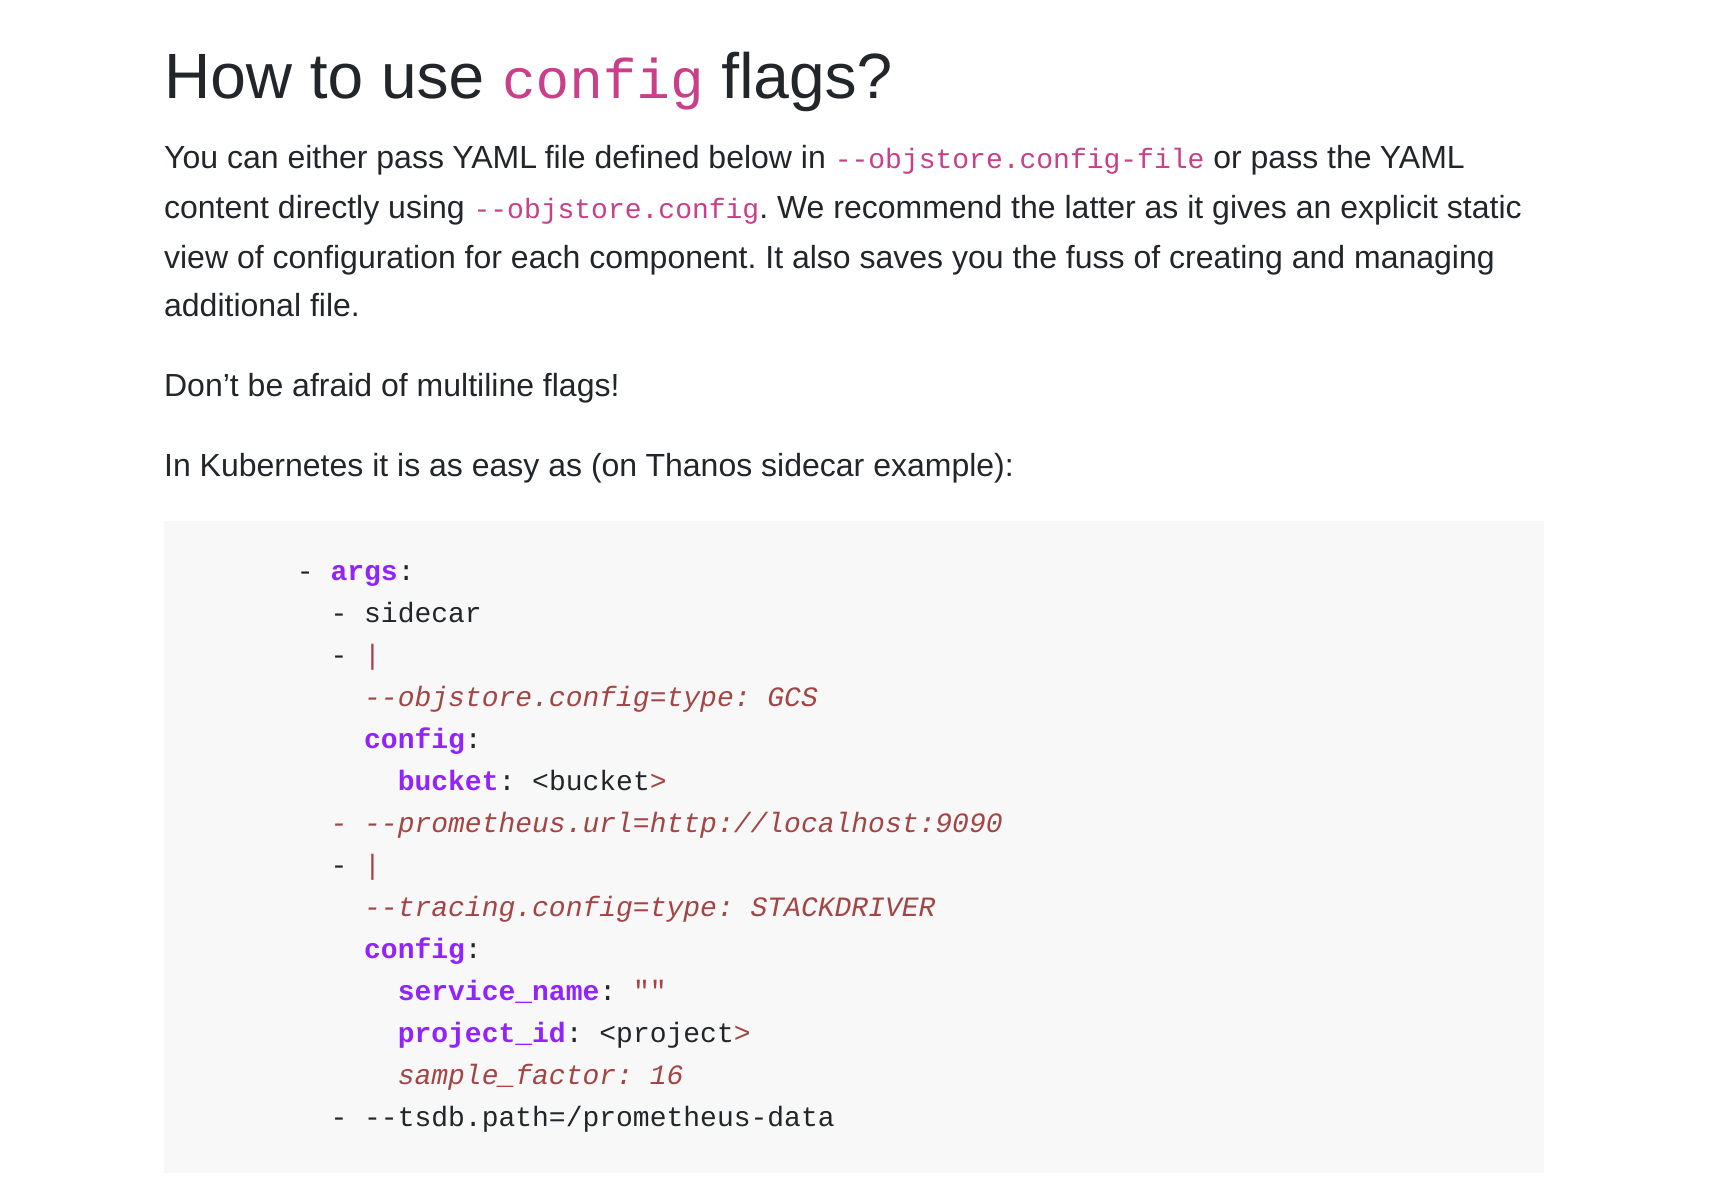 How to use config flags?
You can either pass YAML file defined below in --objstore.config-file or pass the YAML
content directly using --objstore.config. We recommend the latter as it gives an explicit static
view of configuration for each component. It also saves you the fuss of creating and managing
additional file.
Don’t be afraid of multiline flags!
In Kubernetes it is as easy as (on Thanos sidecar example):
- args:
  - sidecar
  - |
    --objstore.config=type: GCS
    config:
      bucket: <bucket>
  - --prometheus.url=http://localhost:9090
  - |
    --tracing.config=type: STACKDRIVER
    config:
      service_name: ""
      project_id: <project>
      sample_factor: 16
  - --tsdb.path=/prometheus-data